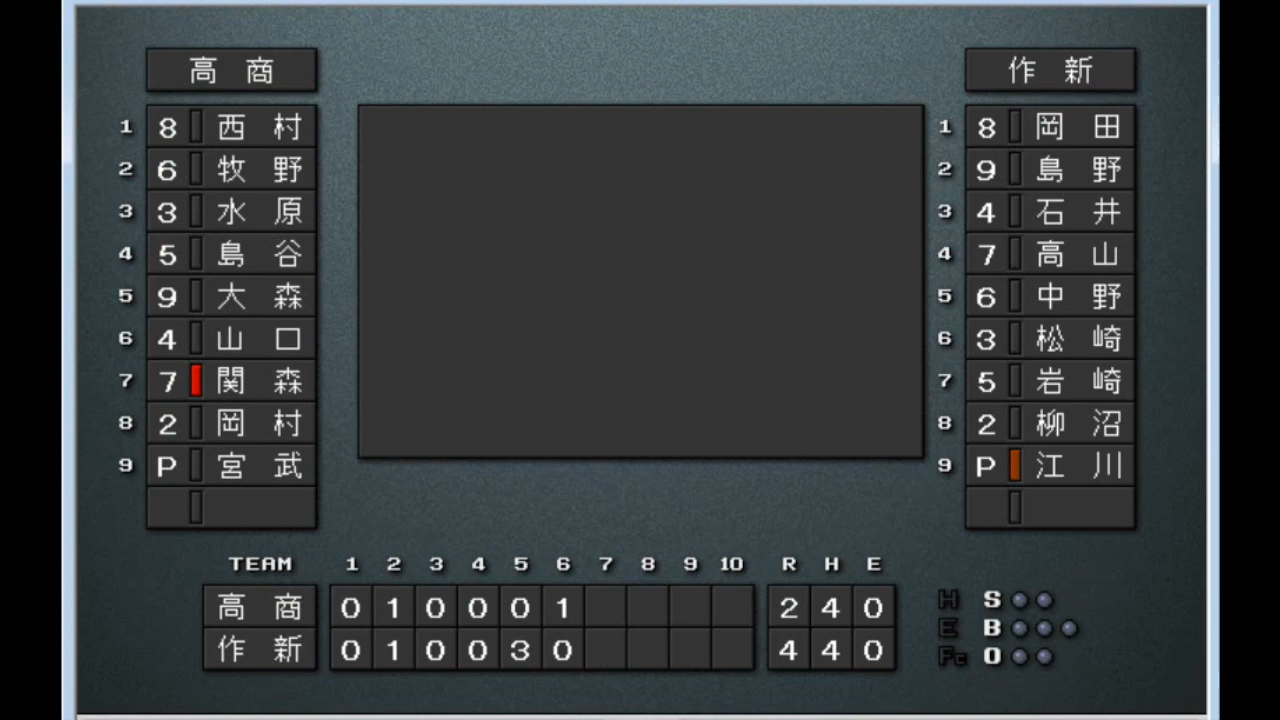 高 商
1 8 西 村
2 6 牧 野
3 3 水 原
4 5 島 谷
5 9 大 森
6 4 山 口
7 7 関 森
8 2 岡 村
9 P 宮 武
作 新
1 8 岡 田
2 9 島 野
3 4 石 井
4 7 高 山
5 6 中 野
6 3 松 崎
7 5 岩 崎
8 2 柳 沼
9 P 江 川
TEAM 1 2 3 4 5 6 7 8 9 10 R H E
高 商 0 1 0 0 0 1 2 4 0
作 新 0 1 0 0 3 0 4 4 0
H S
E B
Fc O